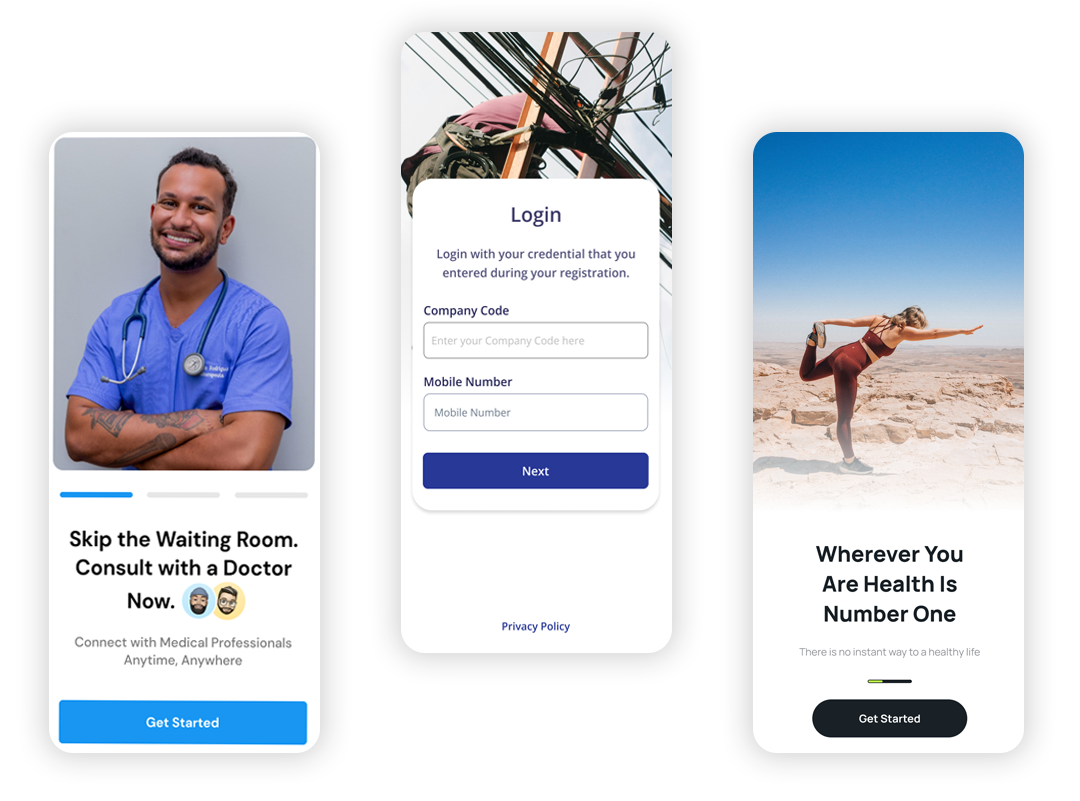 Skip the Waiting Room.
Consult with a Doctor
Now.
Connect with Medical Professionals
Anytime, Anywhere
Get Started
Login
Login with your credential that you
entered during your registration.
Company Code
Enter your Company Code here
Mobile Number
Mobile Number
Next
Privacy Policy
Wherever You
Are Health Is
Number One
There is no instant way to a healthy life
Get Started